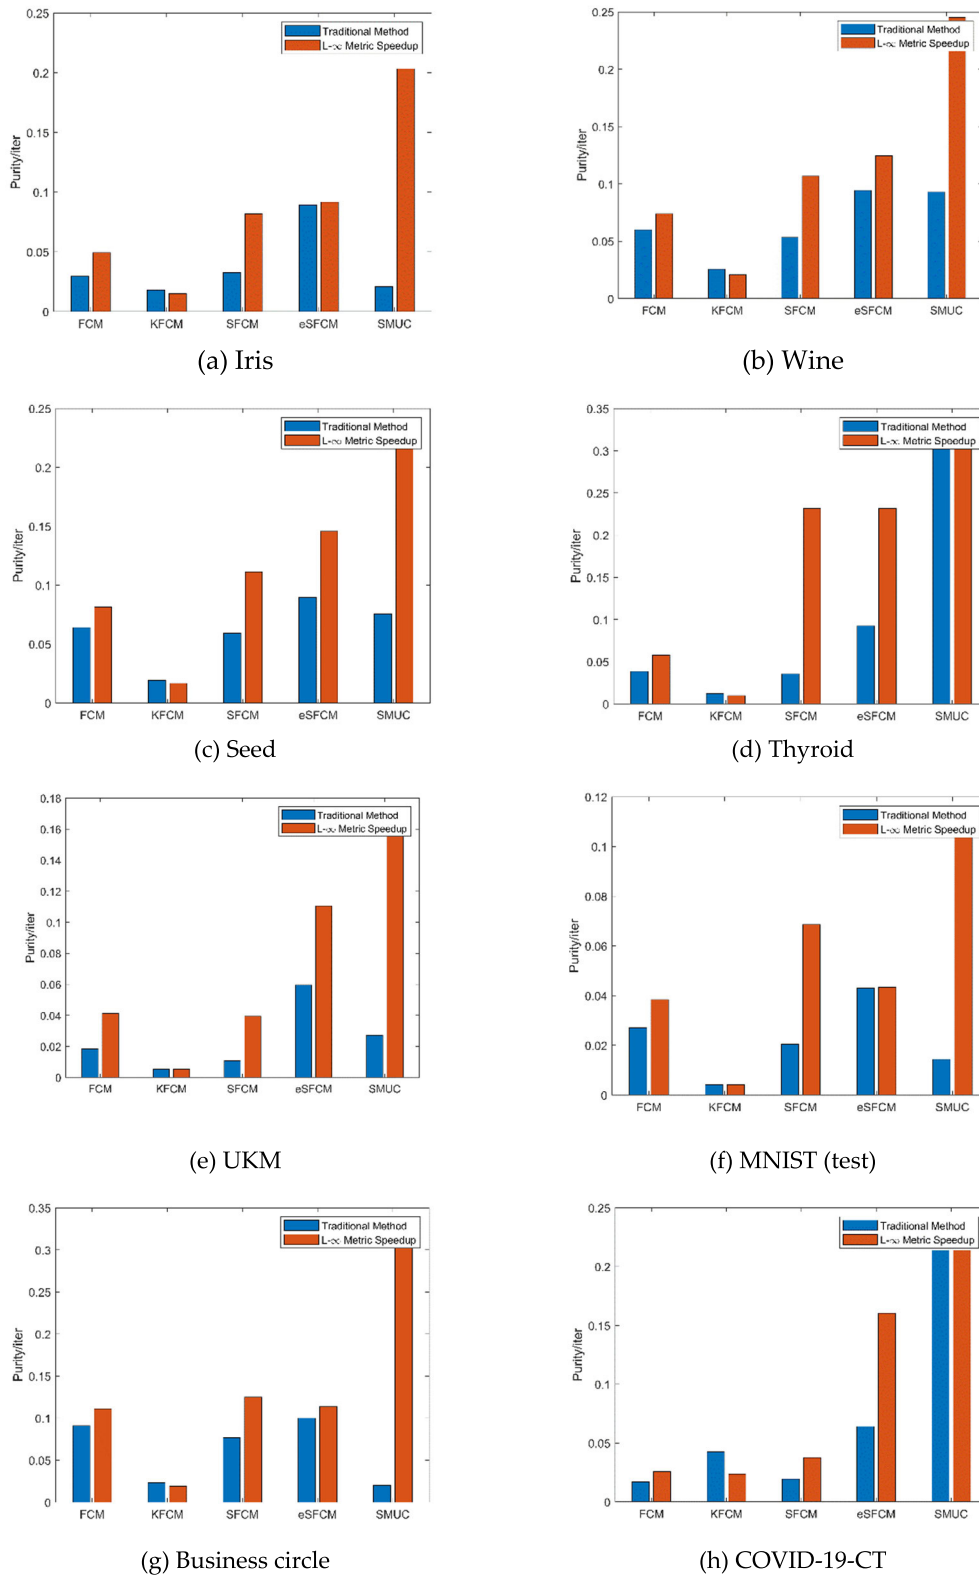 0.25
0.2
0.15
0.1
0.05
0
Purity/iter
Traditional Method
L-∞ Metric Speedup
FCM KFCM SFCM eSFCM SMUC
(a) Iris
0.25
0.2
0.15
0.1
0.05
0
Purity/iter
Traditional Method
L-∞ Metric Speedup
FCM KFCM SFCM eSFCM SMUC
(b) Wine
0.25
0.2
0.15
0.1
0.05
0
Purity/iter
Traditional Method
L-∞ Metric Speedup
FCM KFCM SFCM eSFCM SMUC
(c) Seed
0.35
0.3
0.25
0.2
0.15
0.1
0.05
0
Purity/iter
Traditional Method
L-∞ Metric Speedup
FCM KFCM SFCM eSFCM SMUC
(d) Thyroid
0.18
0.16
0.14
0.12
0.1
0.08
0.06
0.04
0.02
0
Purity/iter
Traditional Method
L-∞ Metric Speedup
FCM KFCM SFCM eSFCM SMUC
(e) UKM
0.12
0.1
0.08
0.06
0.04
0.02
0
Purity/iter
Traditional Method
L-∞ Metric Speedup
FCM KFCM SFCM eSFCM SMUC
(f) MNIST (test)
0.35
0.3
0.25
0.2
0.15
0.1
0.05
0
Purity/iter
Traditional Method
L-∞ Metric Speedup
FCM KFCM SFCM eSFCM SMUC
(g) Business circle
0.25
0.2
0.15
0.1
0.05
0
Purity/iter
Traditional Method
L-∞ Metric Speedup
FCM KFCM SFCM eSFCM SMUC
(h) COVID-19-CT